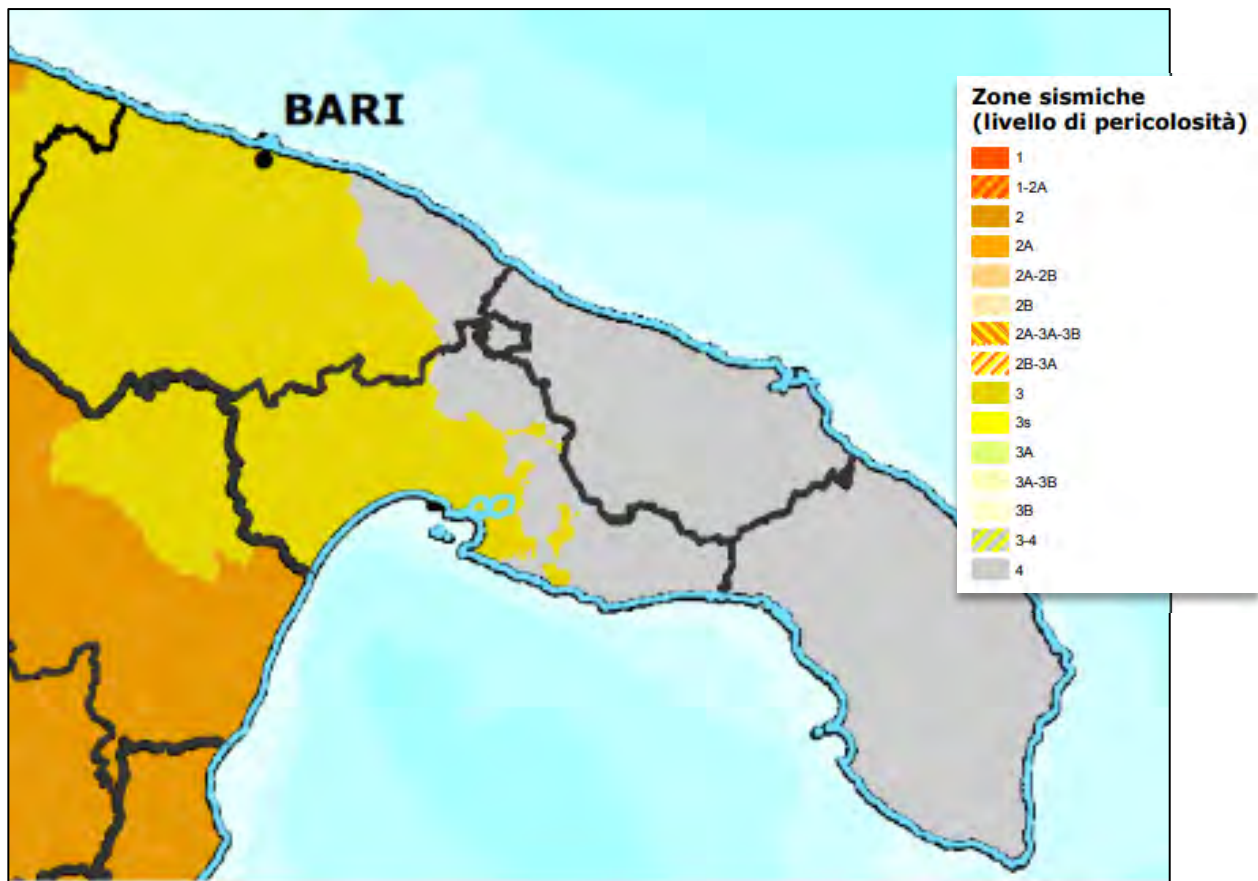 BARI
Zone sismiche
(livello di pericolosità)
1
1-2A
2
2A
2A-2B
2B
2A-3A-3B
2B-3A
3
3s
3A
3A-3B
3B
3-4
4